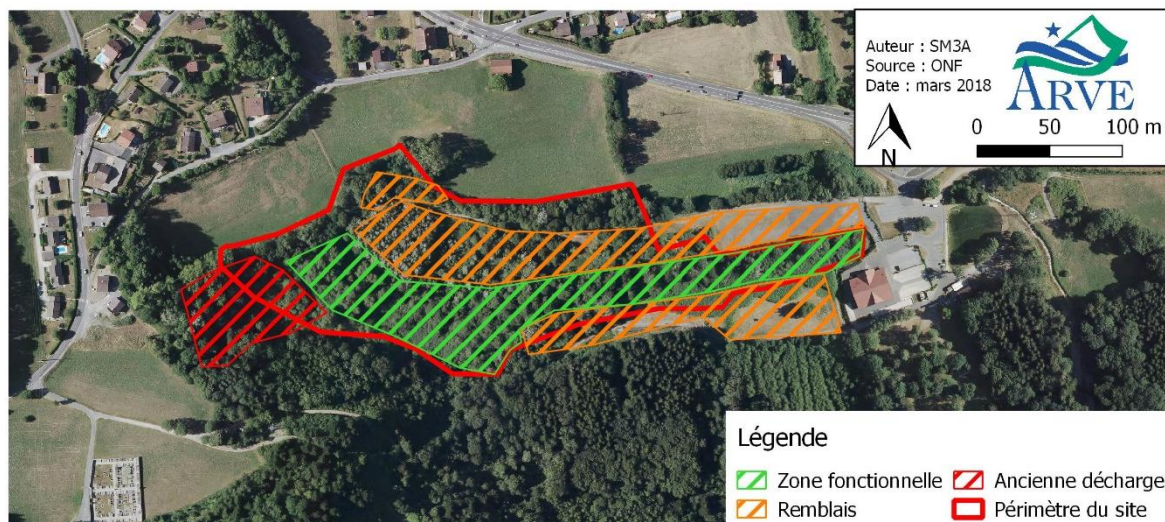 Auteur : SM3A
Source : ONF
Date : mars 2018
ARVE
0 50 100 m
N
Légende
Zone fonctionnelle
Ancienne décharge
Remblais
Périmètre du site